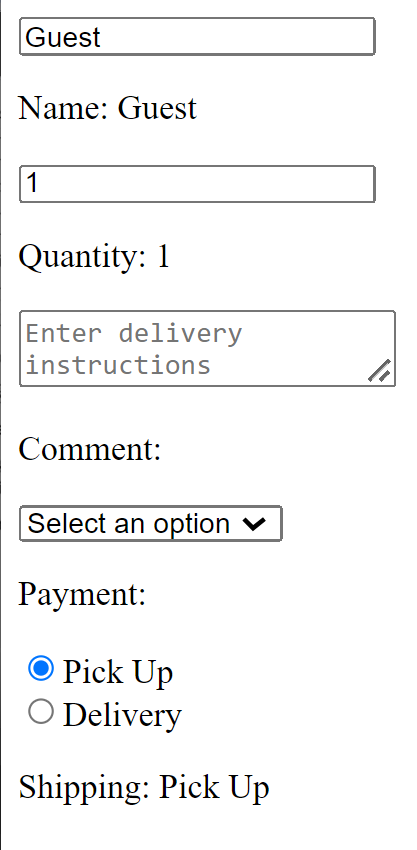 Guest
Name: Guest
1
Quantity: 1
Enter delivery
instructions
Comment:
Select an option
Payment:
Pick Up
Delivery
Shipping: Pick Up